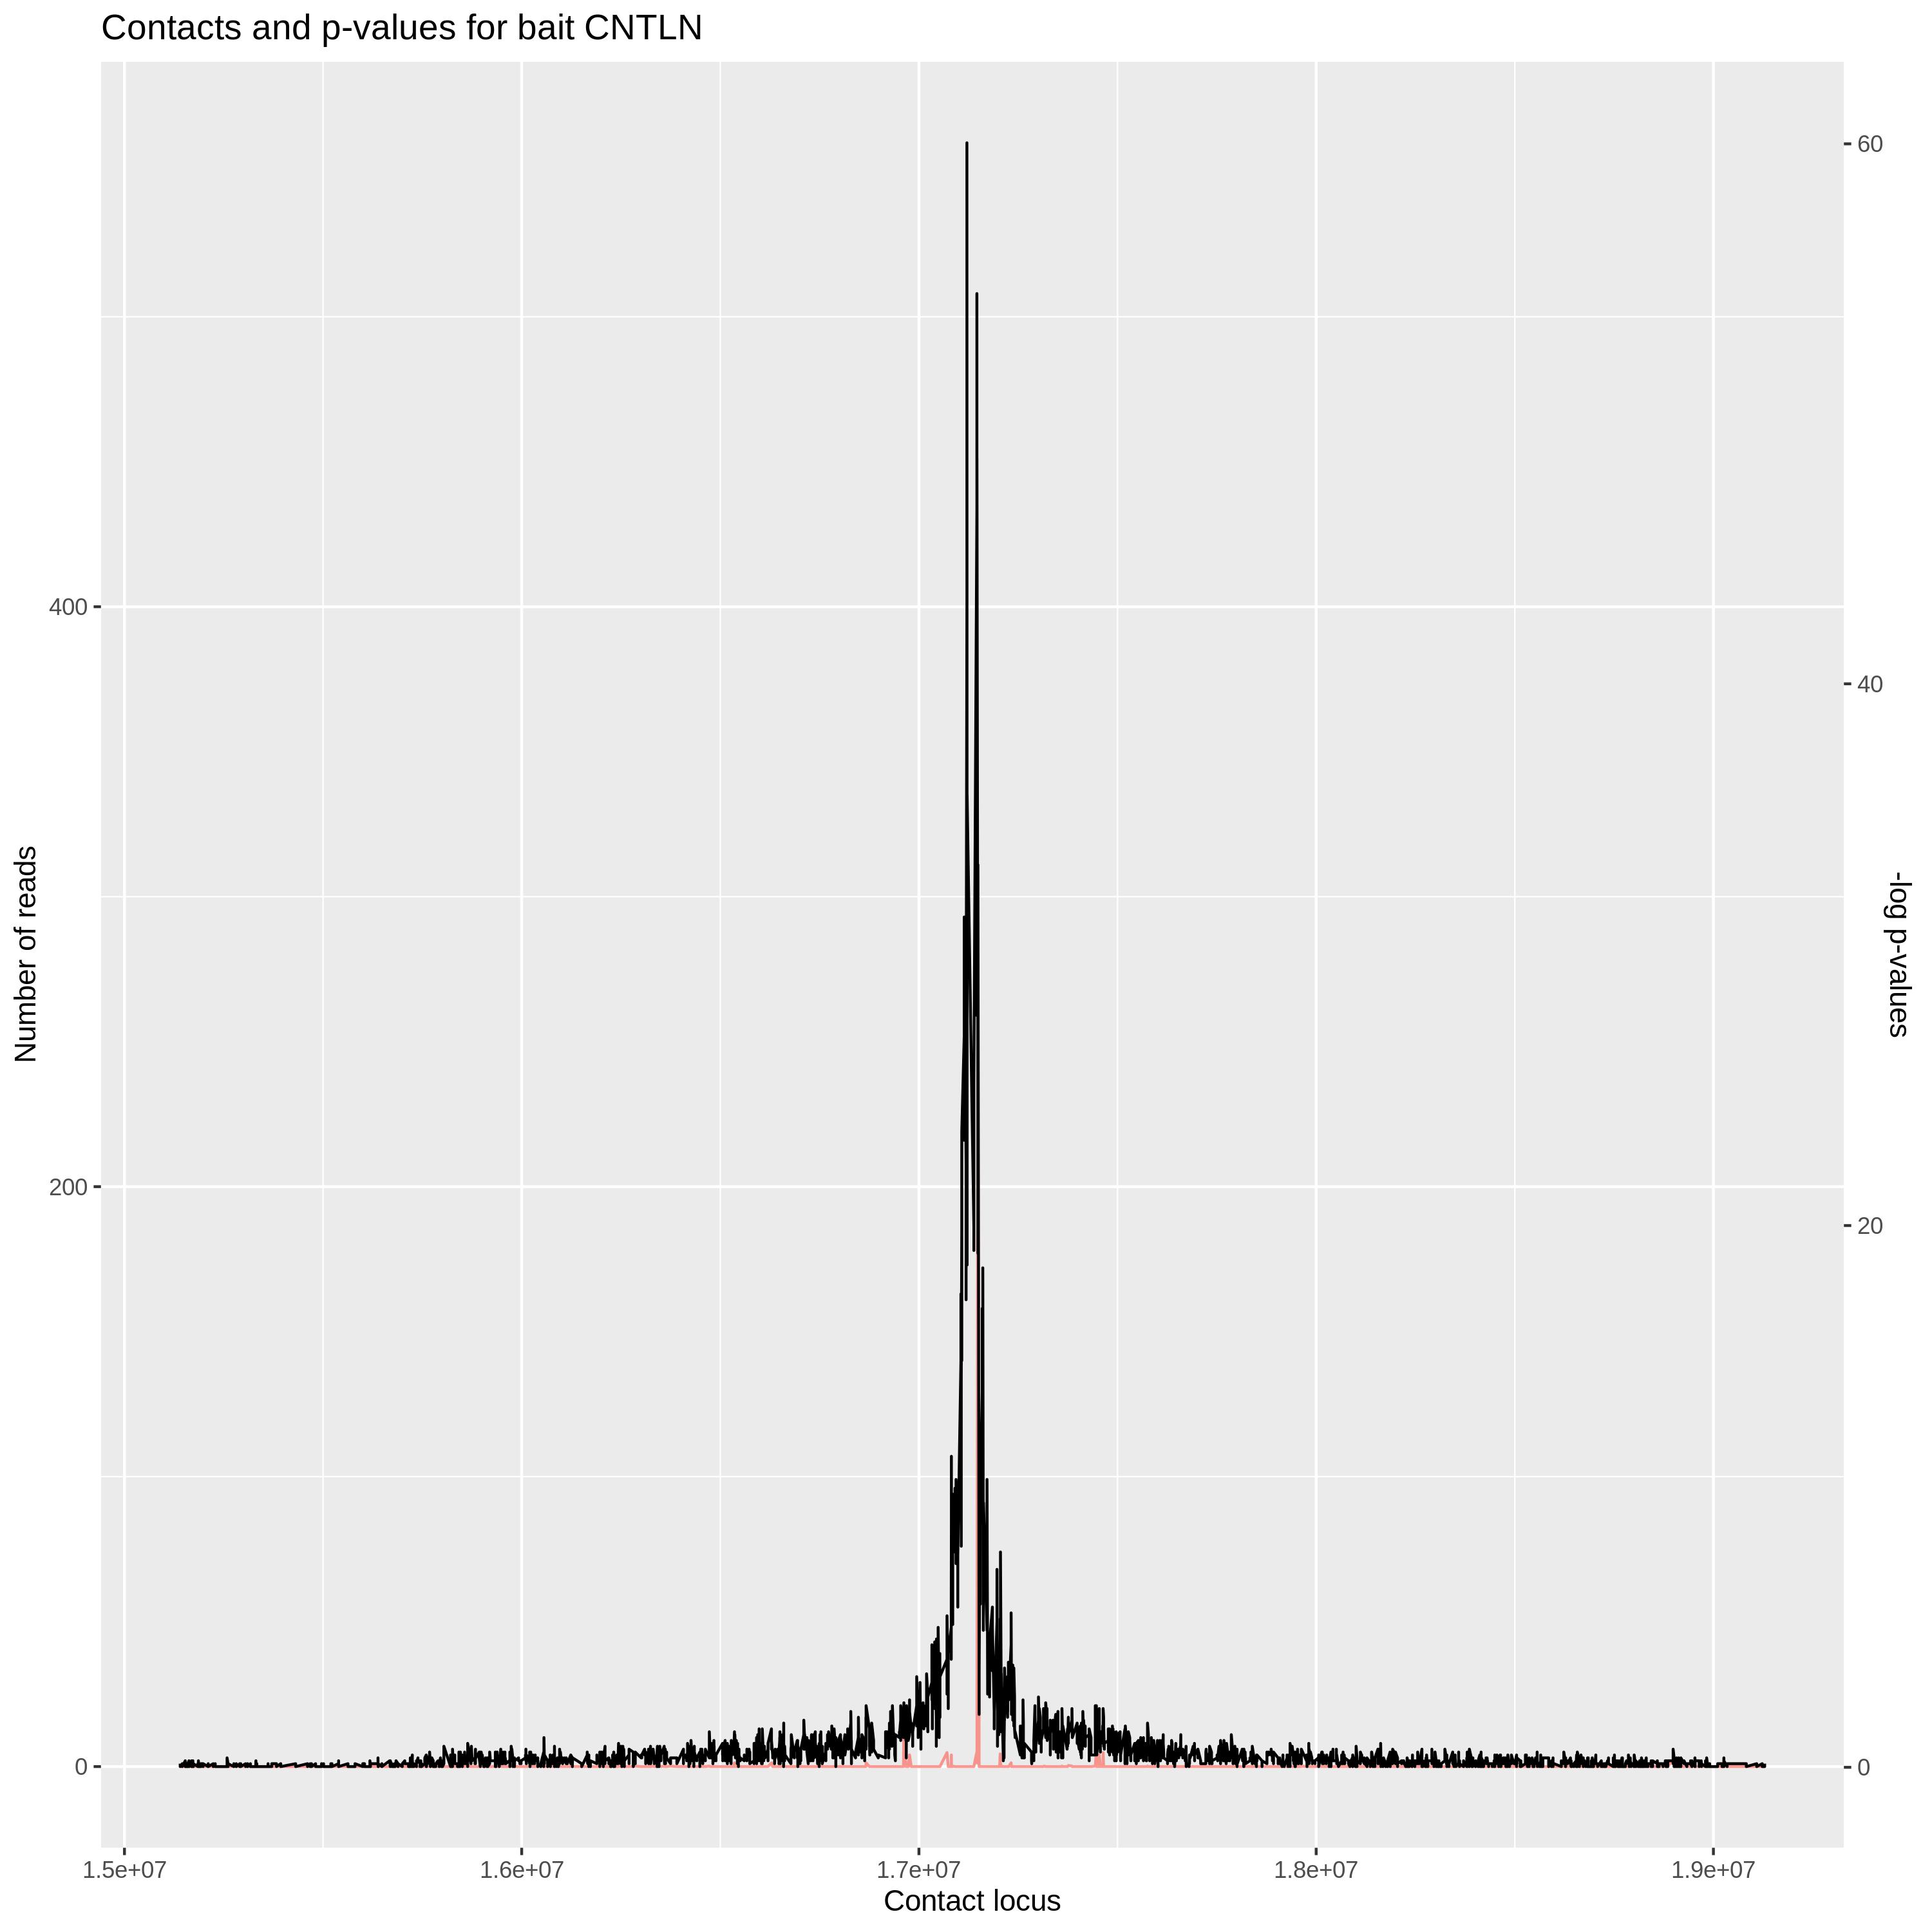 Contacts and p-values for bait CNTLN
60
400
40
Number of reads
-log p-values
200
20
0
0
1.5e+07
1.6e+07
1.7e+07
1.8e+07
1.9e+07
Contact locus